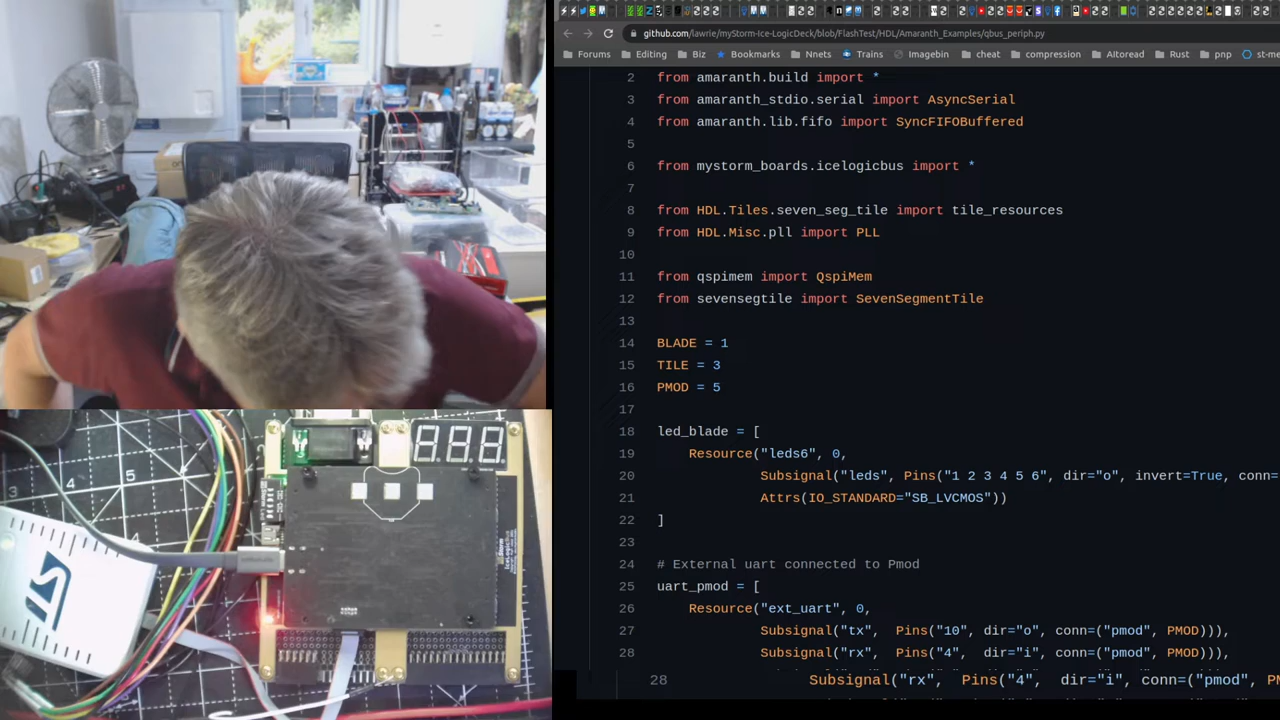 github.com/lawrie/myStorm-Ice-LogicDeck/blob/FlashTest/HDL/Amaranth_Examples/qbus_periph.py
Forums Editing Biz Bookmarks Nnets Trains Imagebin cheat compression Altoread Rust pnp st-me
2 from amaranth.build import *
3 from amaranth_stdio.serial import AsyncSerial
4 from amaranth.lib.fifo import SyncFIFOBuffered
5
6 from mystorm_boards.icelogicbus import *
7
8 from HDL.Tiles.seven_seg_tile import tile_resources
9 from HDL.Misc.pll import PLL
10
11 from qspimem import QspiMem
12 from sevensegtile import SevenSegmentTile
13
14 BLADE = 1
15 TILE = 3
16 PMOD = 5
17
18 led_blade = [
19 Resource("leds6", 0,
20 Subsignal("leds", Pins("1 2 3 4 5 6", dir="o", invert=True, conn=
21 Attrs(IO_STANDARD="SB_LVCMOS"))
22 ]
23
24 # External uart connected to Pmod
25 uart_pmod = [
26 Resource("ext_uart", 0,
27 Subsignal("tx", Pins("10", dir="o", conn=("pmod", PMOD))),
28 Subsignal("rx", Pins("4", dir="i", conn=("pmod", PMOD))),
28 Subsignal("rx", Pins("4", dir="i", conn=("pmod", PM
3
4
5